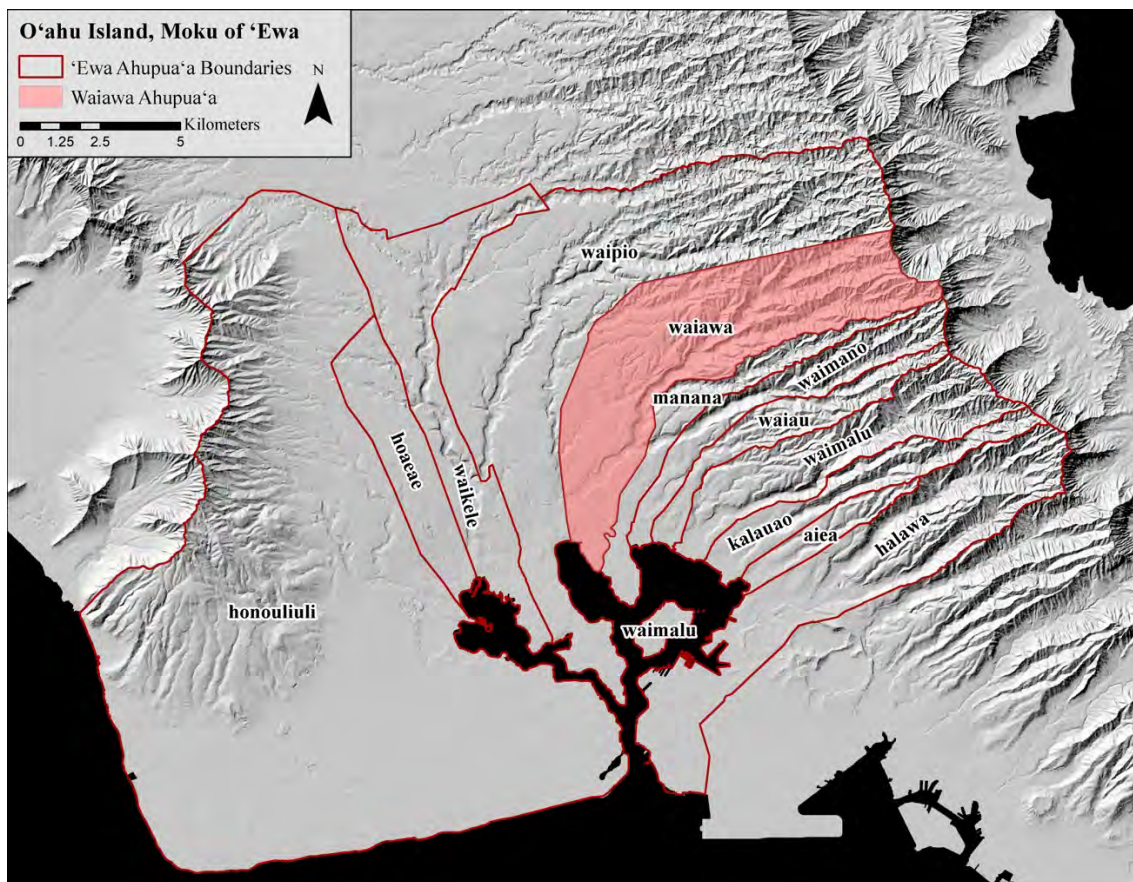 O‘ahu Island, Moku of ‘Ewa
‘Ewa Ahupua‘a Boundaries
N
Waiawa Ahupua‘a
Kilometers
0 1.25 2.5 5
waipio
waiawa
waimano
manana
waiau
waimalu
hoaeae
waikele
kalauao
aiea
halawa
honouliuli
waimalu